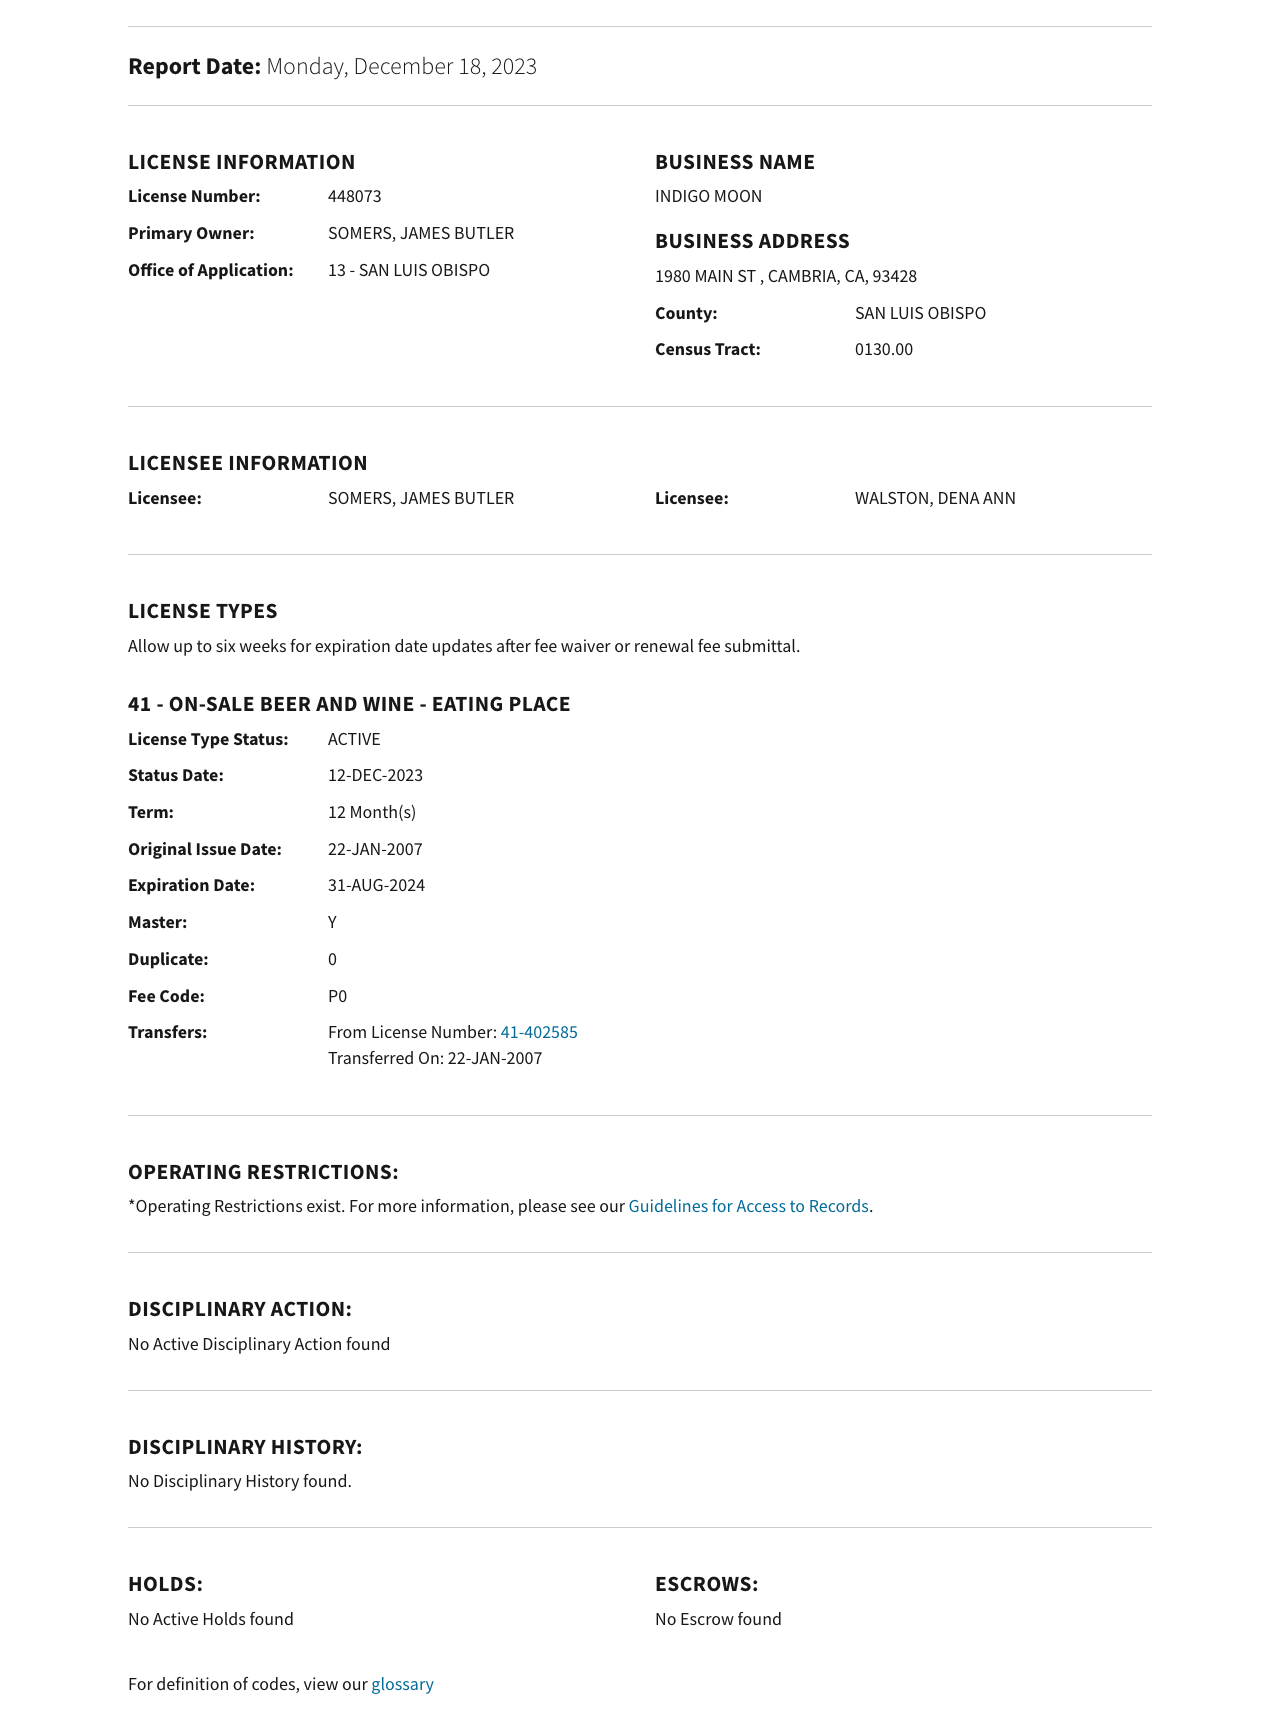 Report Date: Monday, December 18, 2023
LICENSE INFORMATION
License Number: 448073
Primary Owner: SOMERS, JAMES BUTLER
Office of Application: 13 - SAN LUIS OBISPO
BUSINESS NAME
INDIGO MOON
BUSINESS ADDRESS
1980 MAIN ST , CAMBRIA, CA, 93428
County: SAN LUIS OBISPO
Census Tract: 0130.00
LICENSEE INFORMATION
Licensee: SOMERS, JAMES BUTLER
Licensee: WALSTON, DENA ANN
LICENSE TYPES
Allow up to six weeks for expiration date updates after fee waiver or renewal fee submittal.
41 - ON-SALE BEER AND WINE - EATING PLACE
License Type Status: ACTIVE
Status Date: 12-DEC-2023
Term: 12 Month(s)
Original Issue Date: 22-JAN-2007
Expiration Date: 31-AUG-2024
Master: Y
Duplicate: 0
Fee Code: P0
Transfers: From License Number: 41-402585
Transferred On: 22-JAN-2007
OPERATING RESTRICTIONS:
*Operating Restrictions exist. For more information, please see our Guidelines for Access to Records.
DISCIPLINARY ACTION:
No Active Disciplinary Action found
DISCIPLINARY HISTORY:
No Disciplinary History found.
HOLDS:
No Active Holds found
ESCROWS:
No Escrow found
For definition of codes, view our glossary